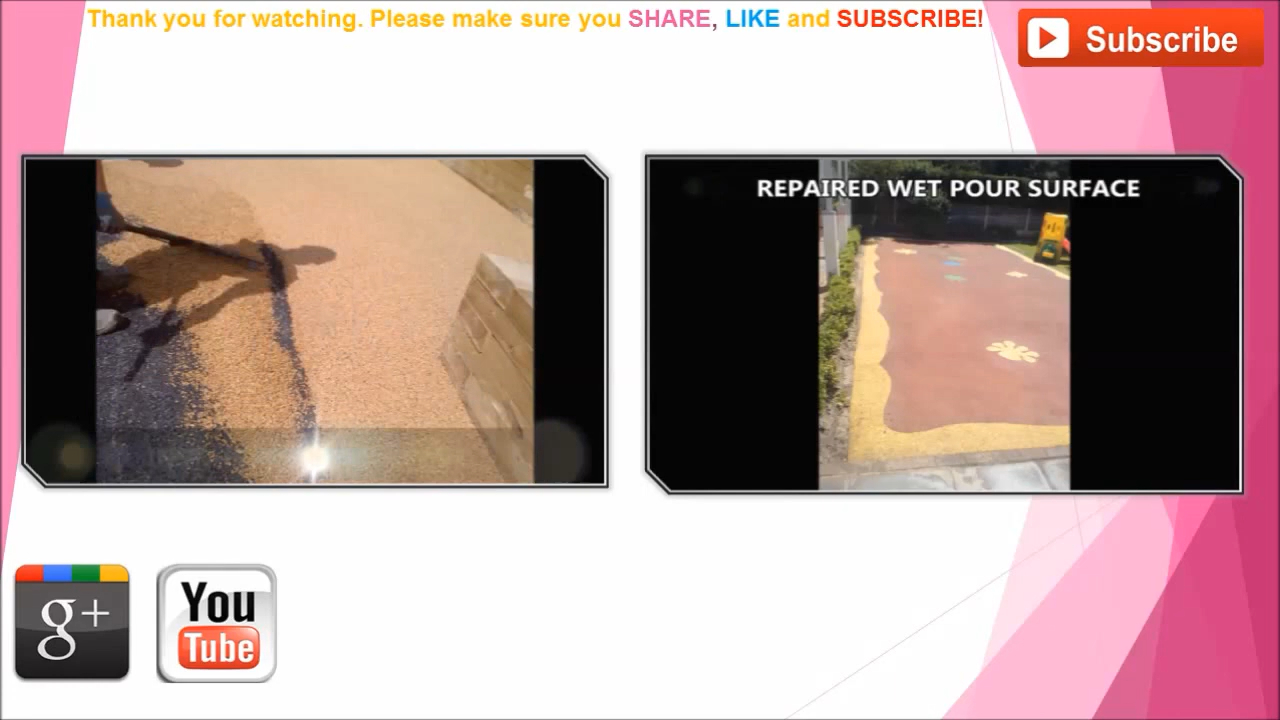 Thank you for watching. Please make sure you SHARE, LIKE and SUBSCRIBE!
Subscribe
REPAIRED WET POUR SURFACE
g+
You
Tube